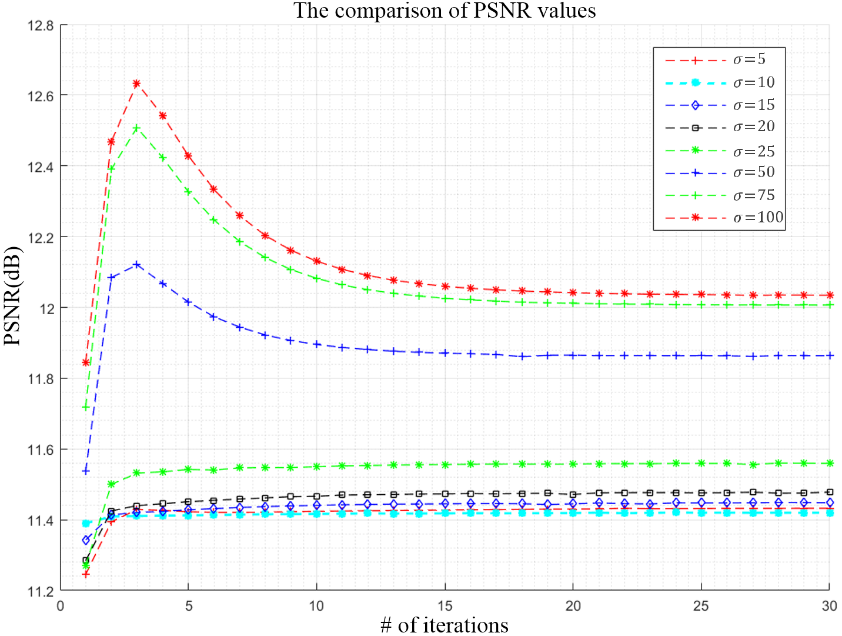 The comparison of PSNR values
12.8
12.6
12.4
12.2
12
11.8
11.6
11.4
11.2
PSNR(dB)
σ=5
σ=10
σ=15
σ=20
σ=25
σ=50
σ=75
σ=100
0 5 10 15 20 25 30
# of iterations